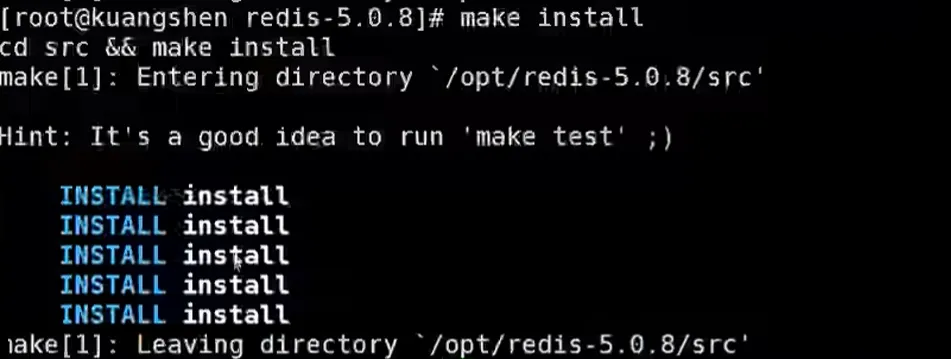 [root@kuangshen redis-5.0.8]# make install
cd src && make install
make[1]: Entering directory `/opt/redis-5.0.8/src'
Hint: It's a good idea to run 'make test' ;)
INSTALL install
INSTALL install
INSTALL install
INSTALL install
INSTALL install
make[1]: Leaving directory `/opt/redis-5.0.8/src'